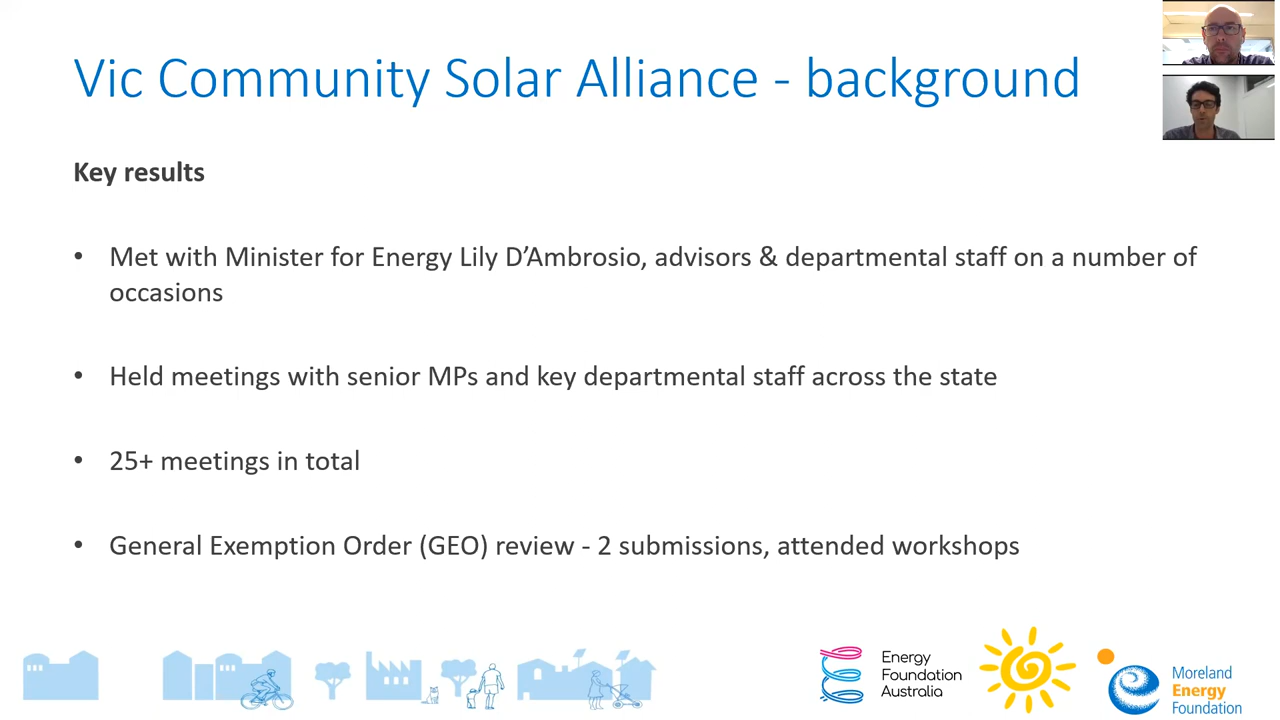 Vic Community Solar Alliance - background
Key results
• Met with Minister for Energy Lily D’Ambrosio, advisors & departmental staff on a number of
occasions
• Held meetings with senior MPs and key departmental staff across the state
• 25+ meetings in total
• General Exemption Order (GEO) review - 2 submissions, attended workshops
Energy
Foundation
Australia
Moreland
Energy
Foundation